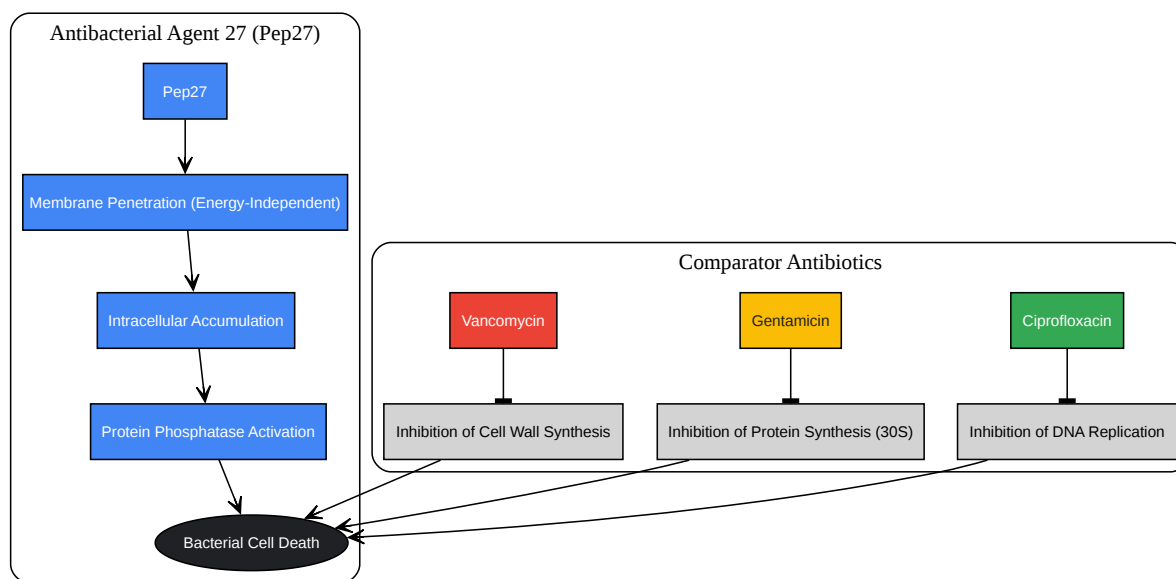 Antibacterial Agent 27 (Pep27)
Pep27
Membrane Penetration (Energy-Independent)
Intracellular Accumulation
Protein Phosphatase Activation
Bacterial Cell Death
Comparator Antibiotics
Vancomycin
Gentamicin
Ciprofloxacin
Inhibition of Cell Wall Synthesis
Inhibition of Protein Synthesis (30S)
Inhibition of DNA Replication